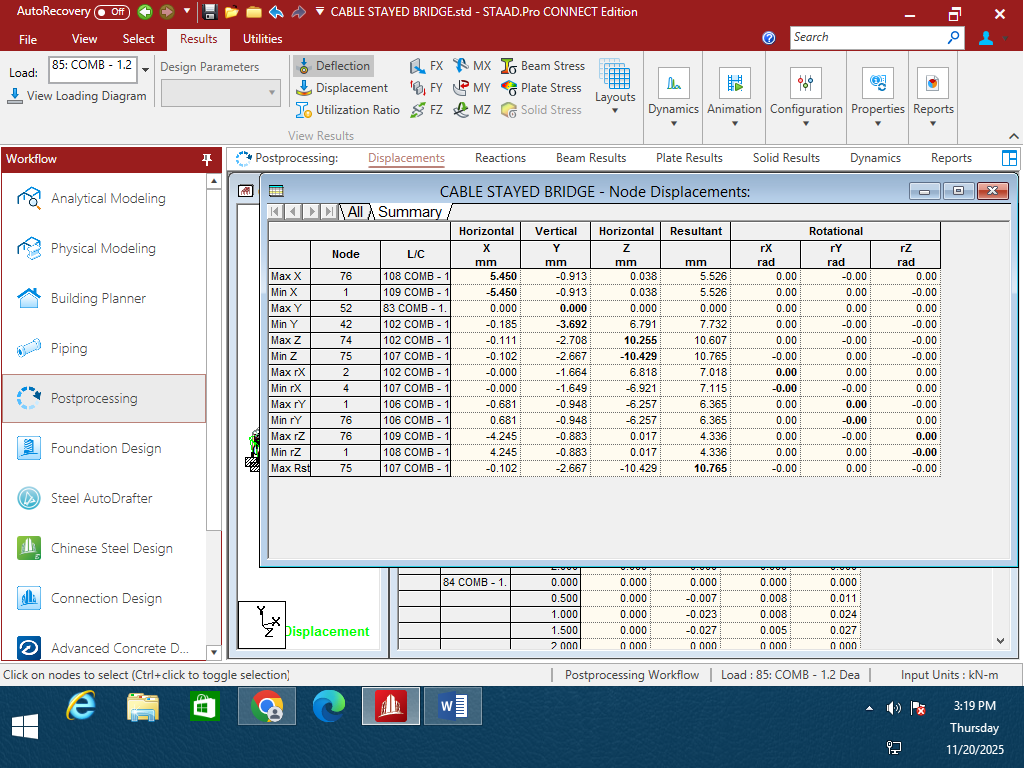 AutoRecovery Off CABLE STAYED BRIDGE.std - STAAD.Pro CONNECT Edition
File View Select Results Utilities Search
Load: 85: COMB - 1.2 Design Parameters Deflection FX MX Beam Stress
View Loading Diagram Displacement FY MY Plate Stress Layouts Dynamics Animation Configuration Properties Reports
Utilization Ratio FZ MZ Solid Stress
View Results
Workflow Postprocessing: Displacements Reactions Beam Results Plate Results Solid Results Dynamics Reports
Analytical Modeling
Physical Modeling
Building Planner
Piping
Postprocessing
Foundation Design
Steel AutoDrafter
Chinese Steel Design
Connection Design
Advanced Concrete D...
CABLE STAYED BRIDGE - Node Displacements:
All Summary
Horizontal Vertical Horizontal Resultant Rotational
Node L/C X mm Y mm Z mm mm rX rad rY rad rZ rad
Max X 76 108 COMB - 1 5.450 -0.913 0.038 5.526 0.00 -0.00 0.00
Min X 1 109 COMB - 1 -5.450 -0.913 0.038 5.526 0.00 0.00 -0.00
Max Y 52 83 COMB - 1. 0.000 0.000 0.000 0.000 0.00 0.00 -0.00
Min Y 42 102 COMB - 1 -0.185 -3.692 6.791 7.732 0.00 0.00 -0.00
Max Z 74 102 COMB - 1 -0.111 -2.708 10.255 10.607 0.00 -0.00 0.00
Min Z 75 107 COMB - 1 -0.102 -2.667 -10.429 10.765 -0.00 0.00 -0.00
Max rX 2 102 COMB - 1 -0.000 -1.664 6.818 7.018 0.00 -0.00 0.00
Min rX 4 107 COMB - 1 -0.000 -1.649 -6.921 7.115 -0.00 -0.00 0.00
Max rY 1 106 COMB - 1 -0.681 -0.948 -6.257 6.365 0.00 0.00 -0.00
Min rY 76 106 COMB - 1 0.681 -0.948 -6.257 6.365 0.00 -0.00 0.00
Max rZ 76 109 COMB - 1 -4.245 -0.883 0.017 4.336 0.00 -0.00 0.00
Min rZ 1 108 COMB - 1 4.245 -0.883 0.017 4.336 0.00 0.00 -0.00
Max Rst 75 107 COMB - 1 -0.102 -2.667 -10.429 10.765 -0.00 0.00 -0.00
2.000 0.000 0.000 0.000 0.000
84 COMB - 1. 0.000 0.000 0.000 0.000 0.000
0.500 0.000 -0.007 0.008 0.011
1.000 0.000 -0.023 0.008 0.024
1.500 0.000 -0.027 0.005 0.027
2.000 0.000 0.000 0.000 0.000
Y
X
Z
Displacement
Click on nodes to select (Ctrl+click to toggle selection) Postprocessing Workflow Load : 85: COMB - 1.2 Dea Input Units : kN-m
3:19 PM
Thursday
11/20/2025